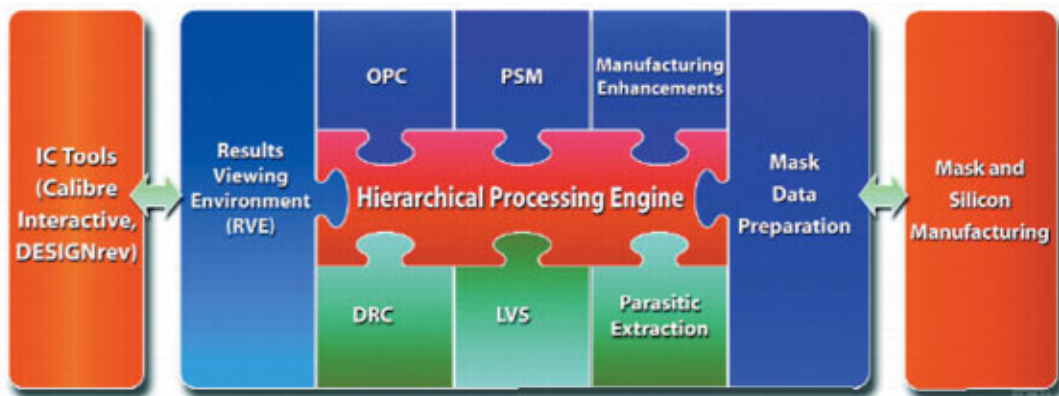 IC Tools
(Calibre
Interactive,
DESIGNrev)
Results
Viewing
Environment
(RVE)
OPC
PSM
Manufacturing
Enhancements
Hierarchical Processing Engine
DRC
LVS
Parasitic
Extraction
Mask
Data
Preparation
Mask and
Silicon
Manufacturing